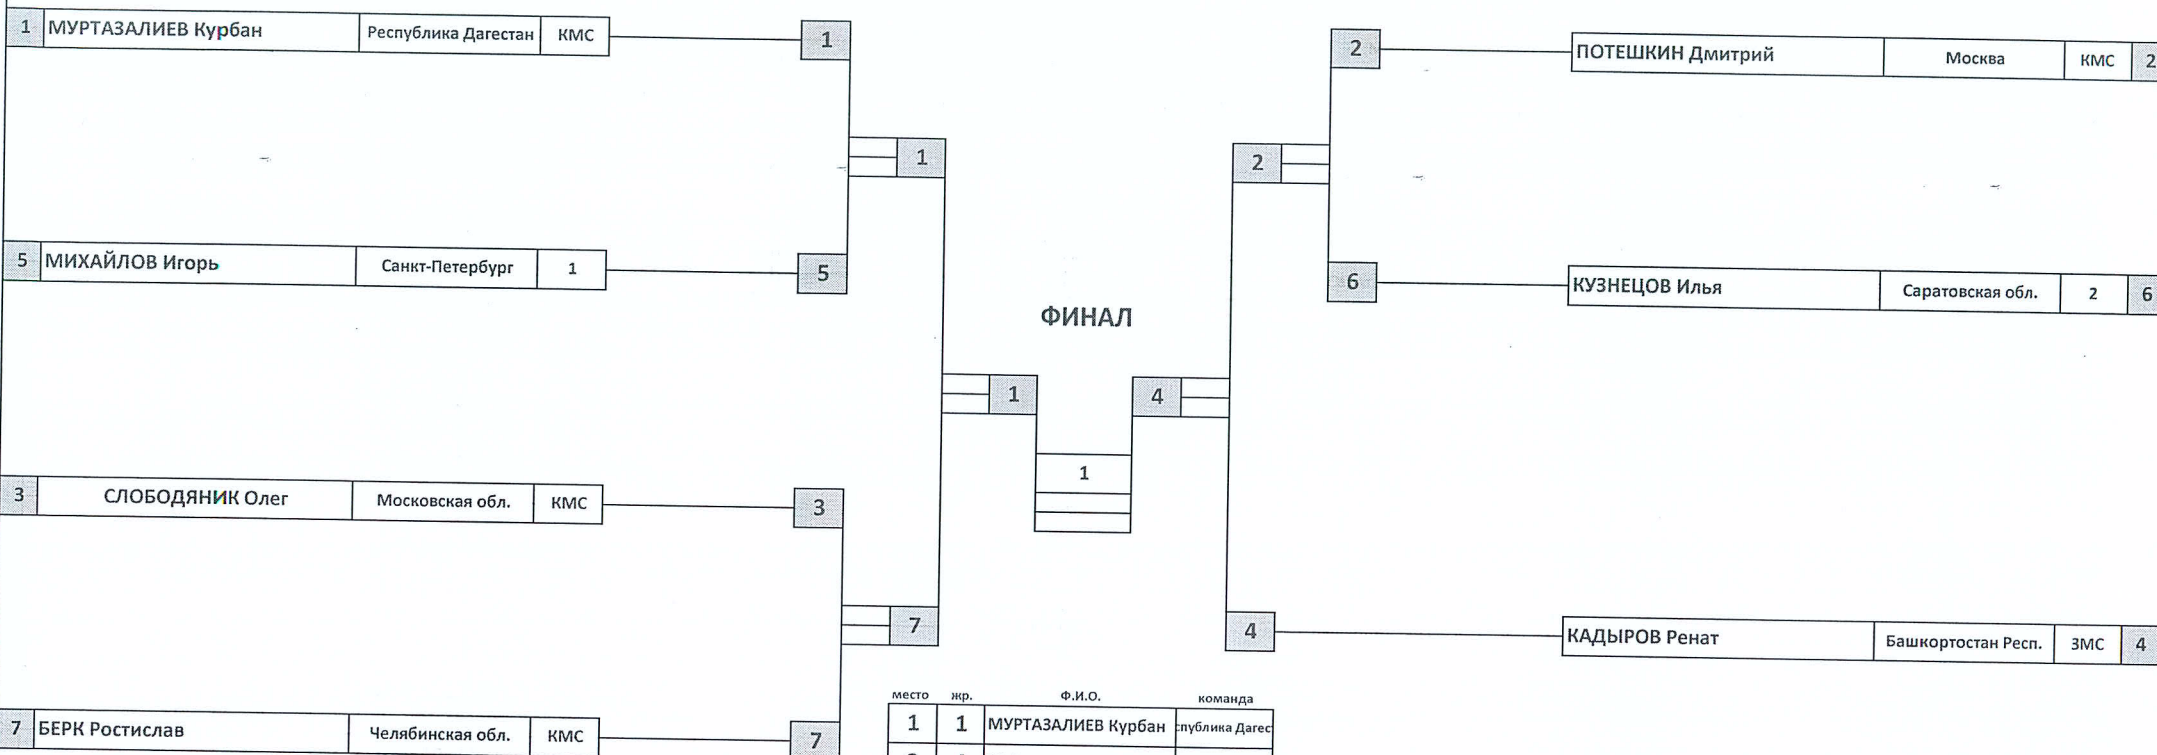 1 МУРТАЗАЛИЕВ Курбан Республика Дагестан КМС 1
2 ПОТЕШКИН Дмитрий Москва КМС 2
1
2
5 МИХАЙЛОВ Игорь Санкт-Петербург 1 5
6 КУЗНЕЦОВ Илья Саратовская обл. 2 6
ФИНАЛ
1 4
1
3 СЛОБОДЯНИК Олег Московская обл. КМС 3
7
4 КАДЫРОВ Ренат Башкортостан Респ. ЗМС 4
7 БЕРК Ростислав Челябинская обл. КМС 7
место жр. Ф.И.О. команда
1 1 МУРТАЗАЛИЕВ Курбан спублика Дагес